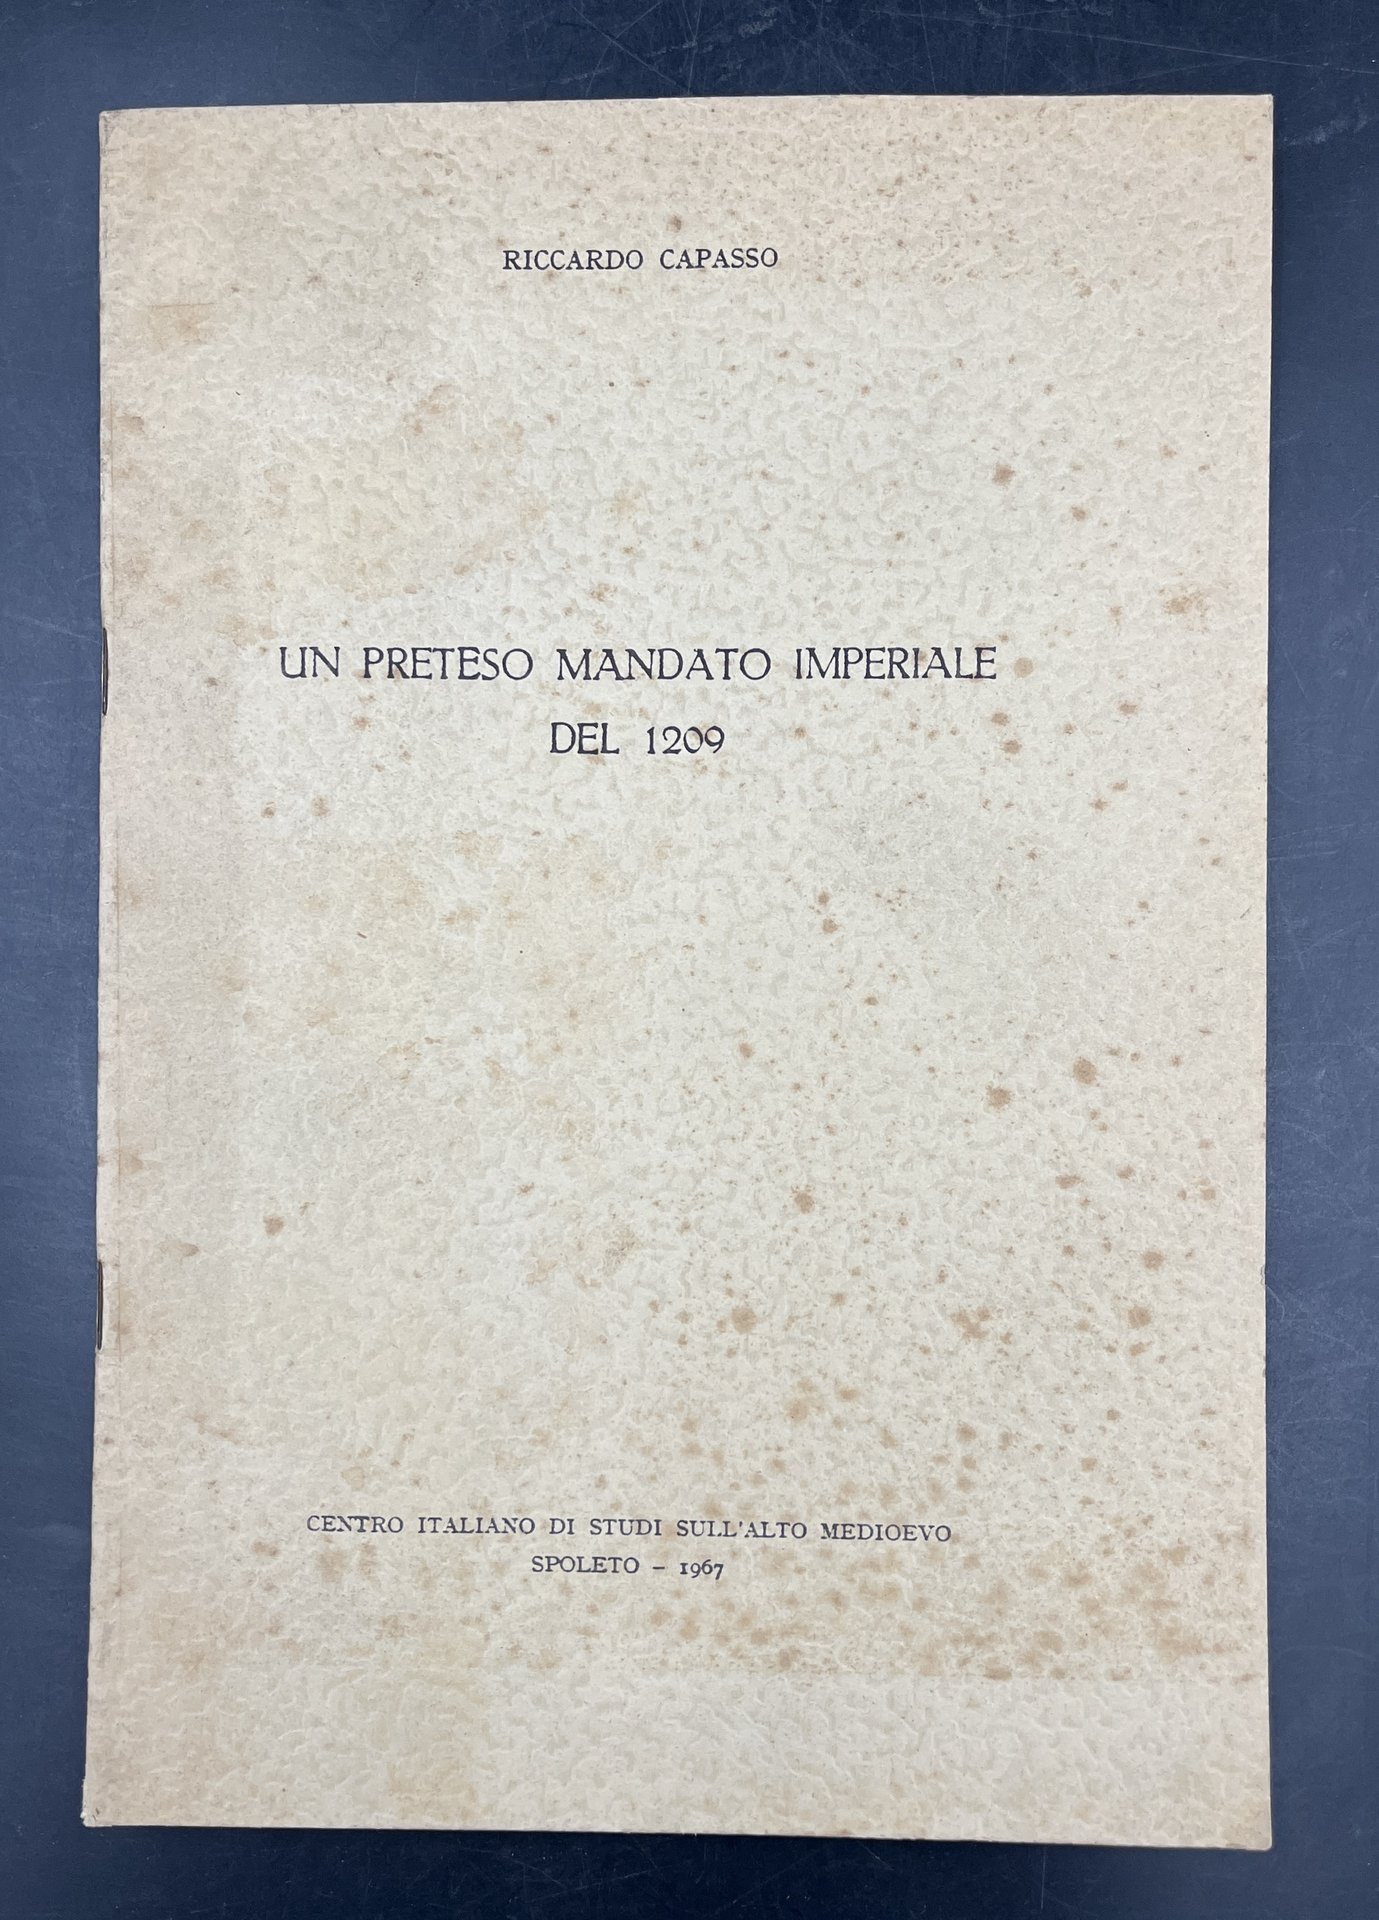 RICCARDO CAPASSO
UN PRETESO MANDATO IMPERIALE
DEL 1209
CENTRO ITALIANO DI STUDI SULL'ALTO MEDIOEVO
SPOLETO – 1967